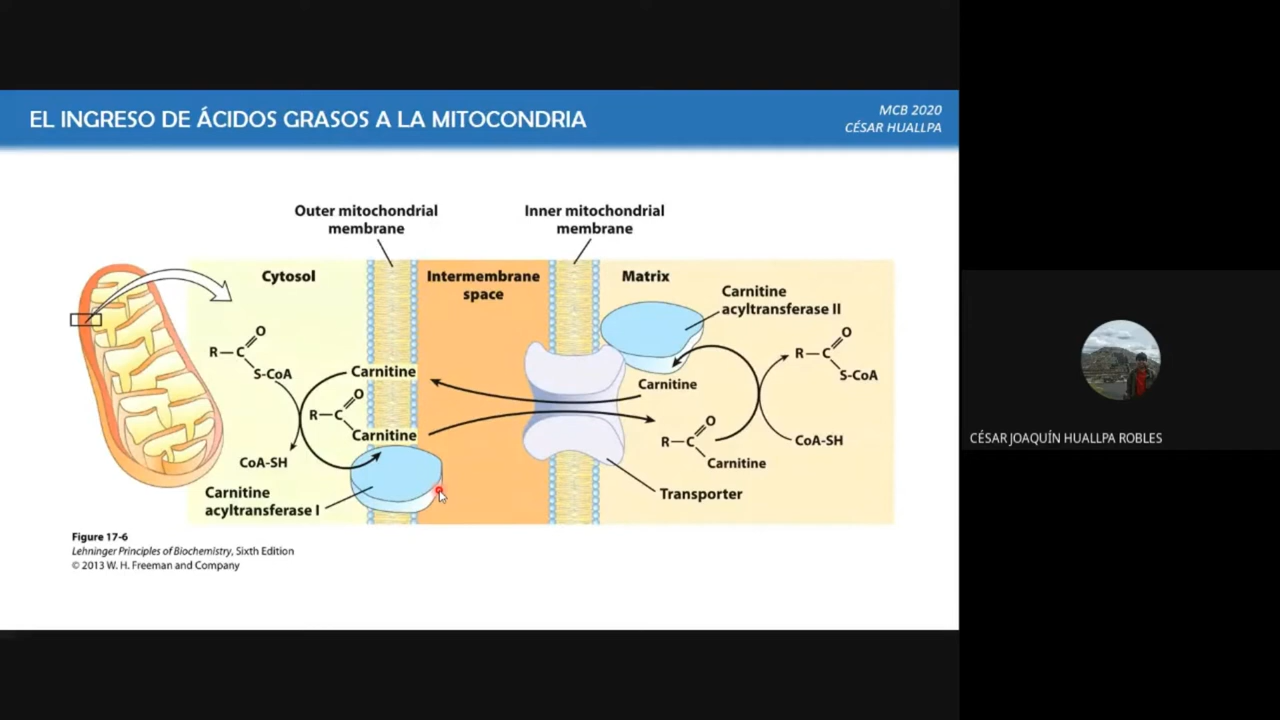 EL INGRESO DE ÁCIDOS GRASOS A LA MITOCONDRIA
MCB 2020
CÉSAR HUALLPA
Outer mitochondrial
membrane
Inner mitochondrial
membrane
Cytosol
Intermembrane
space
Matrix
Carnitine
acyltransferase II
O
R—C
S-CoA
Carnitine
O
R—C
Carnitine
CoA-SH
Carnitine
acyltransferase I
Carnitine
O
R—C
Carnitine
O
R—C
S-CoA
CoA-SH
Transporter
CÉSAR JOAQUÍN HUALLPA ROBLES
Figure 17-6
Lehninger Principles of Biochemistry, Sixth Edition
© 2013 W. H. Freeman and Company